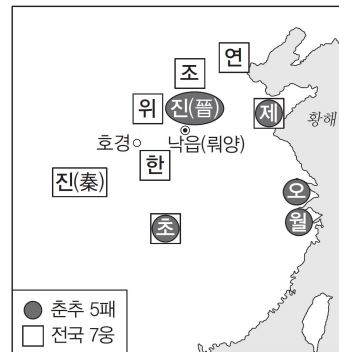 연
조
위 진(晉) 제 황해
호경 낙읍(뤄양)
한
진(秦)
오
초 월
춘추 5패
전국 7웅